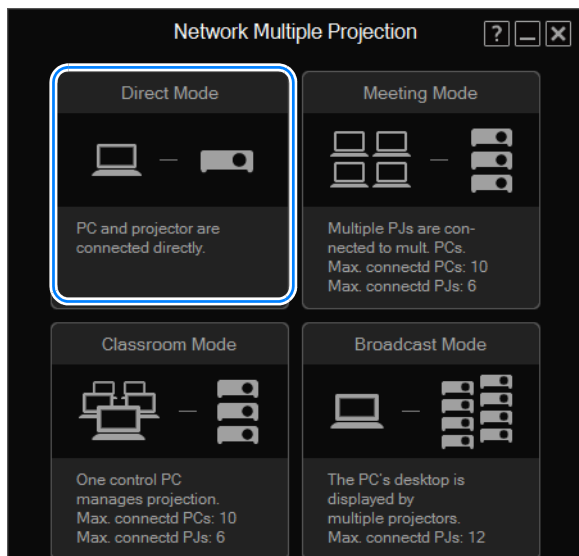 Network Multiple Projection
?
Direct Mode
PC and projector are
connected directly.
Meeting Mode
Multiple PJs are con-
nected to mult. PCs.
Max. connectd PCs: 10
Max. connectd PJs: 6
Classroom Mode
One control PC
manages projection.
Max. connectd PCs: 10
Max. connectd PJs: 6
Broadcast Mode
The PC's desktop is
displayed by
multiple projectors.
Max. connectd PJs: 12